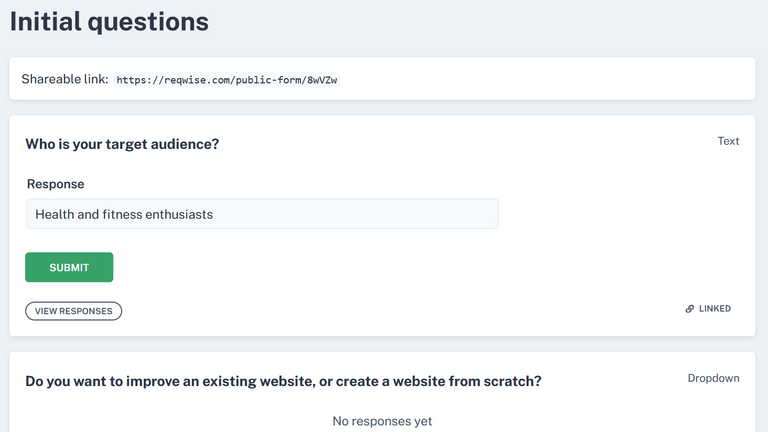 Initial questions
Shareable link: https://reqwise.com/public-form/8wVZw
Who is your target audience?
Text
Response
Health and fitness enthusiasts
SUBMIT
VIEW RESPONSES
LINKED
Do you want to improve an existing website, or create a website from scratch?
Dropdown
No responses yet